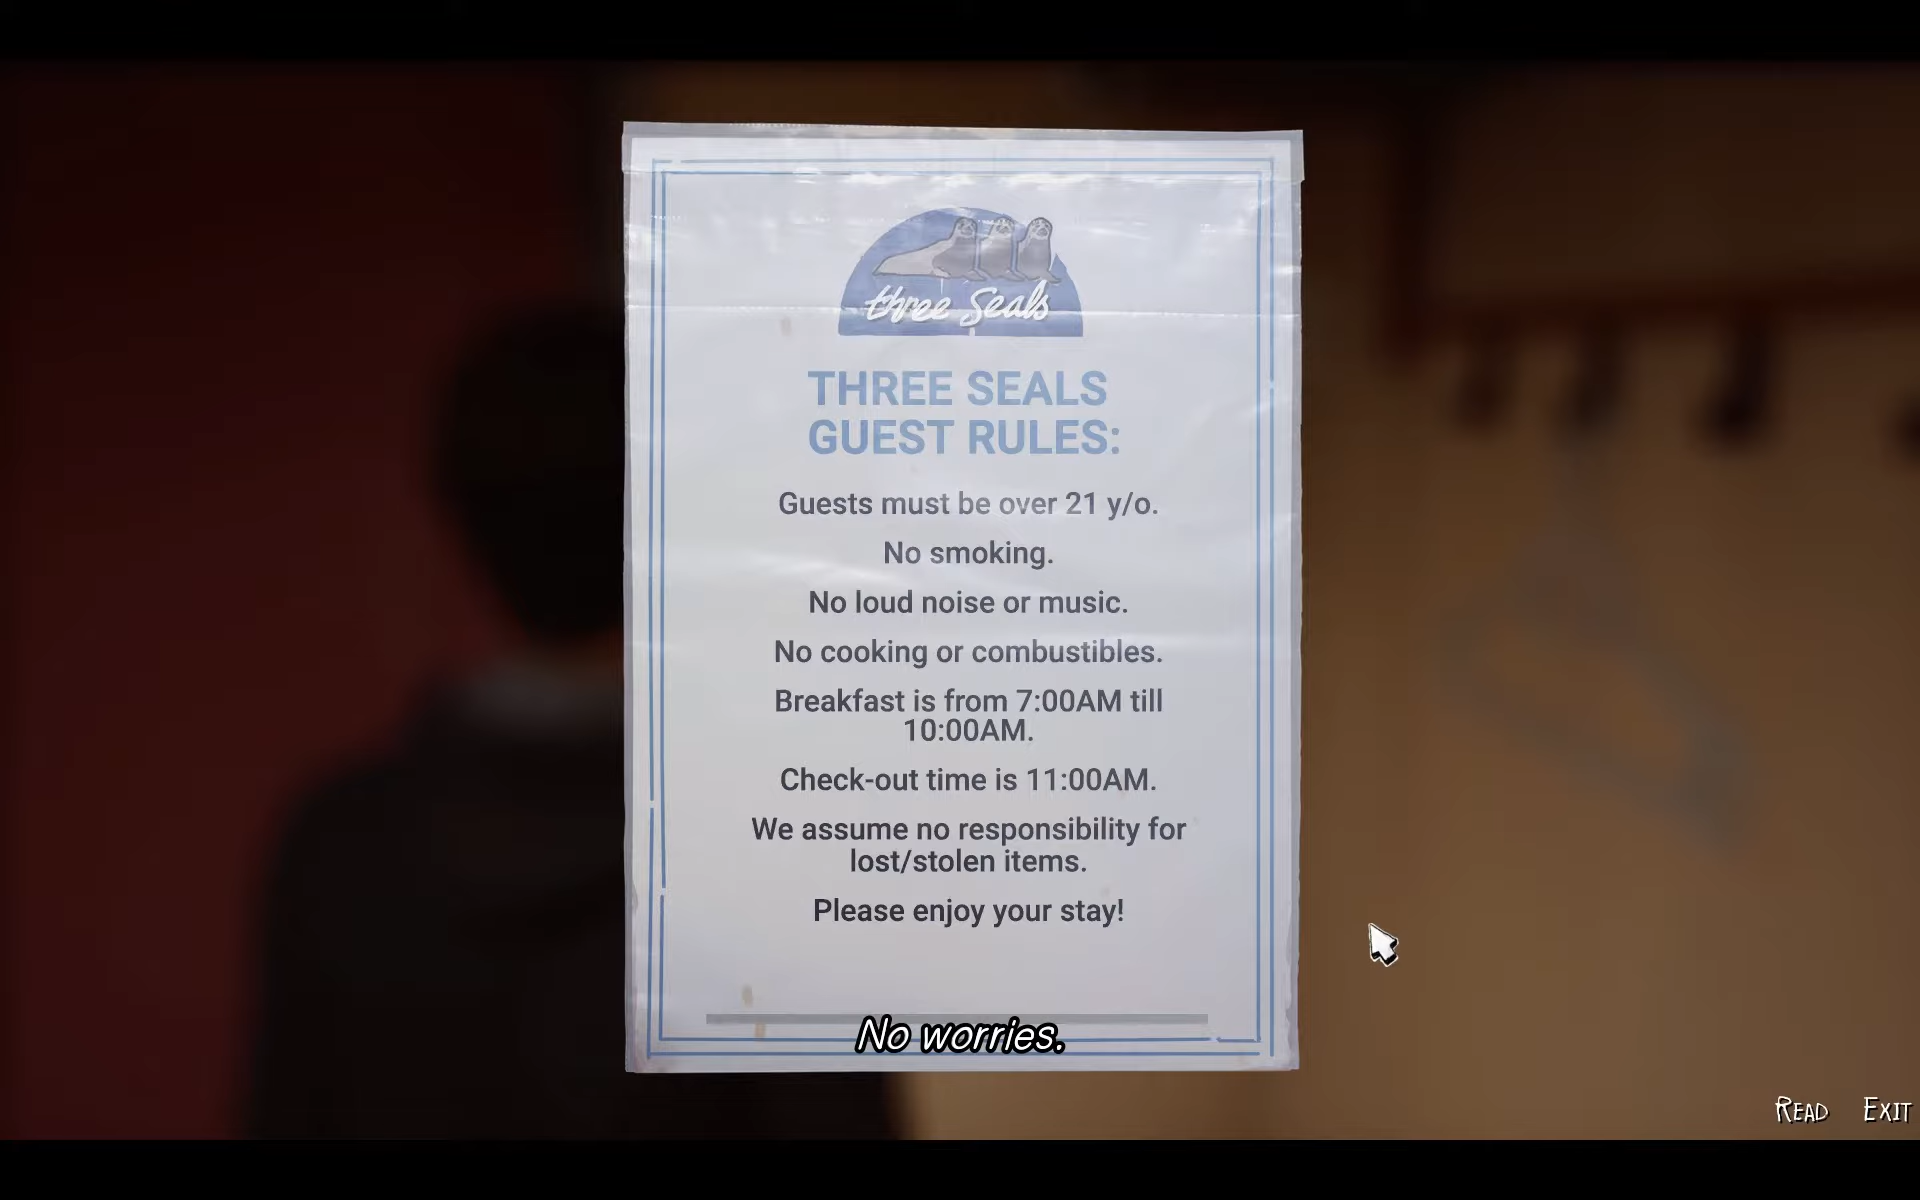 three Seals
THREE SEALS
GUEST RULES:
Guests must be over 21 y/o.
No smoking.
No loud noise or music.
No cooking or combustibles.
Breakfast is from 7:00AM till
10:00AM.
Check-out time is 11:00AM.
We assume no responsibility for
lost/stolen items.
Please enjoy your stay!
No worries.
READ EXIT